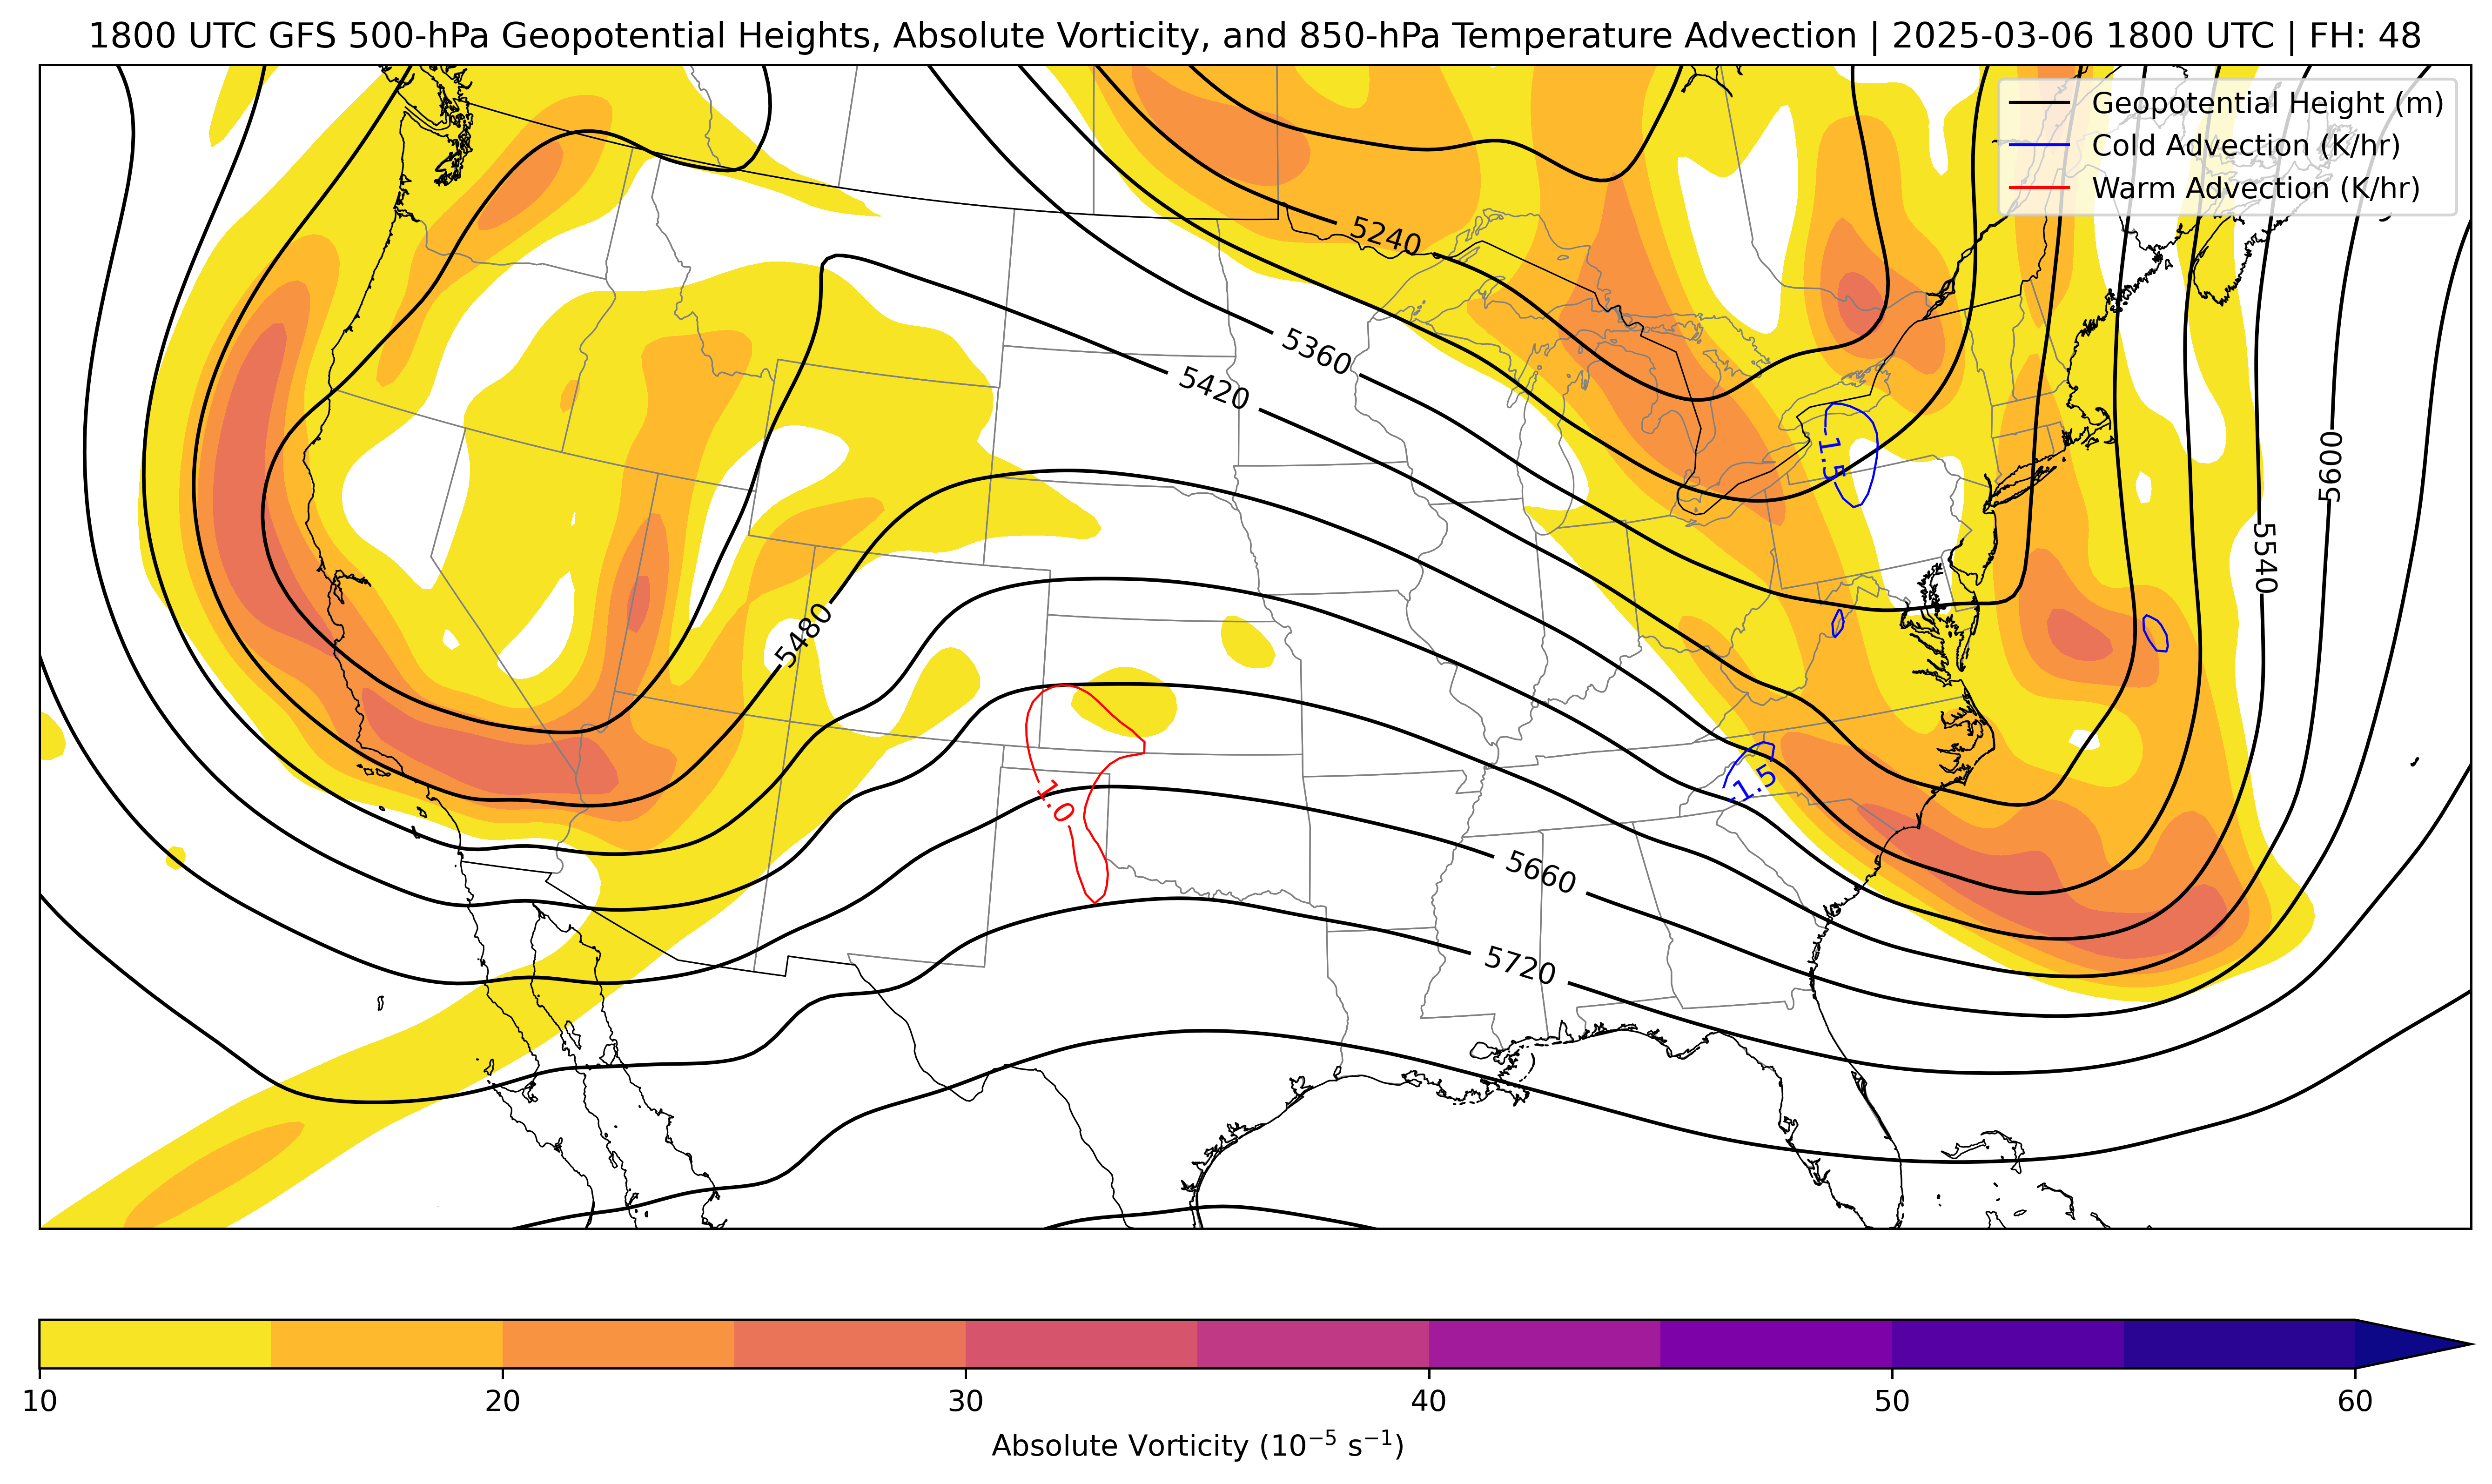 1800 UTC GFS 500-hPa Geopotential Heights, Absolute Vorticity, and 850-hPa Temperature Advection | 2025-03-06 1800 UTC | FH: 48
Geopotential Height (m)
Cold Advection (K/hr)
Warm Advection (K/hr)
5240
5360
5420
5600
5540
-1.5
5480
1.0
-1.5
5660
5720
10 20 30 40 50 60
Absolute Vorticity (10⁻⁵ s⁻¹)